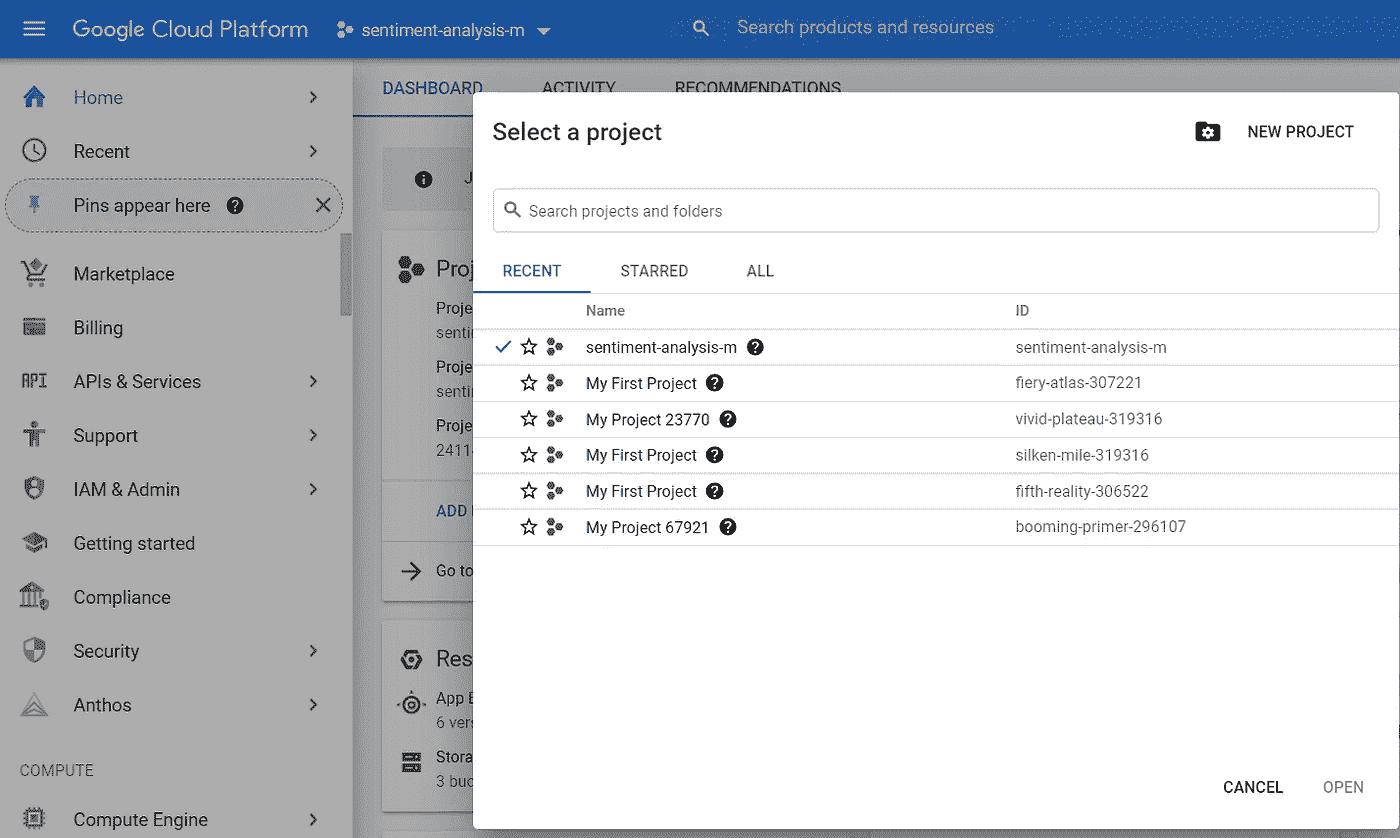 Google Cloud Platform
sentiment-analysis-m
Search products and resources
Home
Recent
Pins appear here
Marketplace
Billing
API APIs & Services
Support
IAM & Admin
Getting started
Compliance
Security
Anthos
COMPUTE
Compute Engine
DASHBOARD
ACTIVITY
RECOMMENDATIONS
Proj
Proje
senti
Proje
senti
Proje
2411
ADD
Go to
Res
App E
6 vers
Stora
3 buc
Select a project
NEW PROJECT
Search projects and folders
RECENT STARRED ALL
Name ID
sentiment-analysis-m sentiment-analysis-m
My First Project fiery-atlas-307221
My Project 23770 vivid-plateau-319316
My First Project silken-mile-319316
My First Project fifth-reality-306522
My Project 67921 booming-primer-296107
CANCEL OPEN